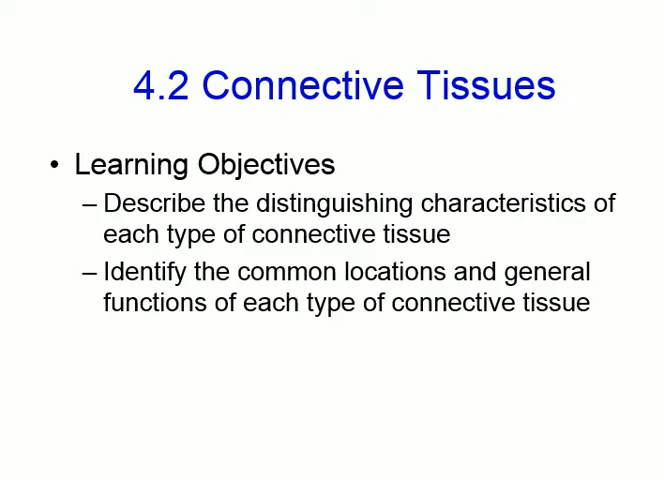 4.2 Connective Tissues
• Learning Objectives
– Describe the distinguishing characteristics of
each type of connective tissue
– Identify the common locations and general
functions of each type of connective tissue